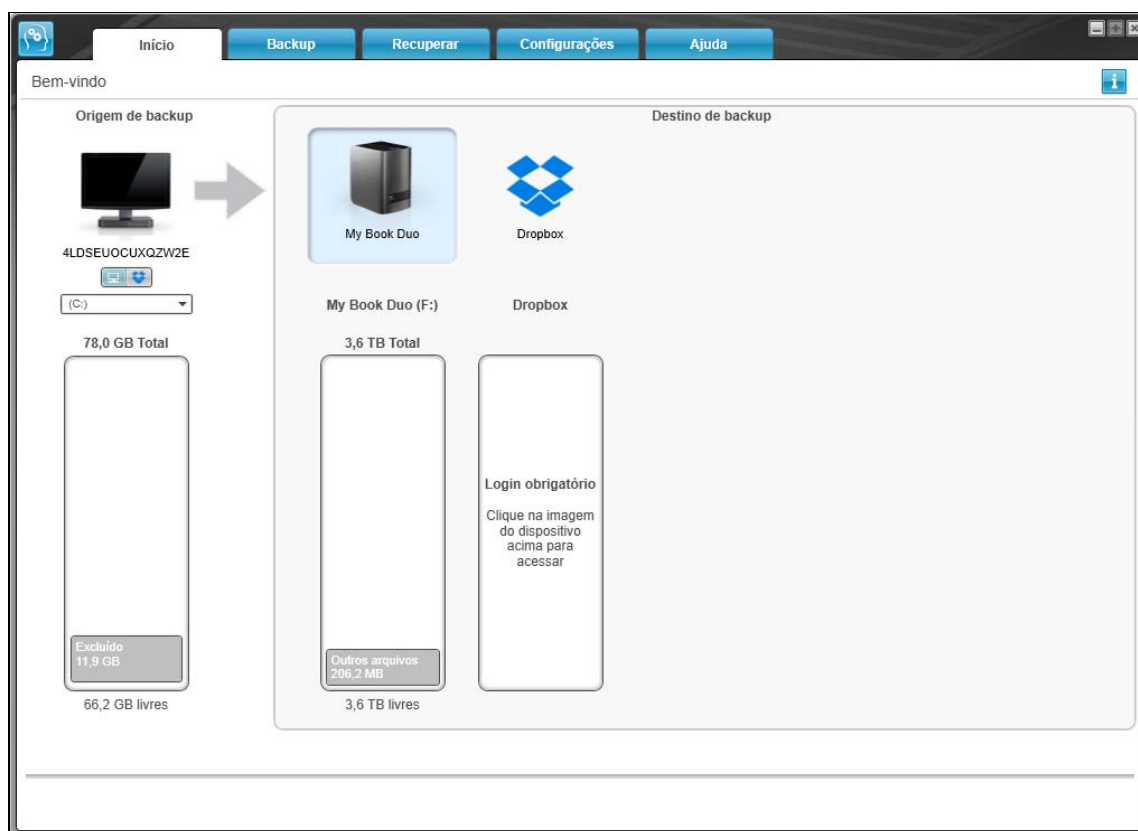 Início
Backup
Recuperar
Configurações
Ajuda
Bem-vindo
i
Origem de backup
Destino de backup
My Book Duo
Dropbox
4LDSEUOCUXQZW2E
(C:)
My Book Duo (F:)
Dropbox
78,0 GB Total
3,6 TB Total
Login obrigatório
Clique na imagem
do dispositivo
acima para
acessar
Excluído
11,9 GB
Outros arquivos
206,2 MB
66,2 GB livres
3,6 TB livres